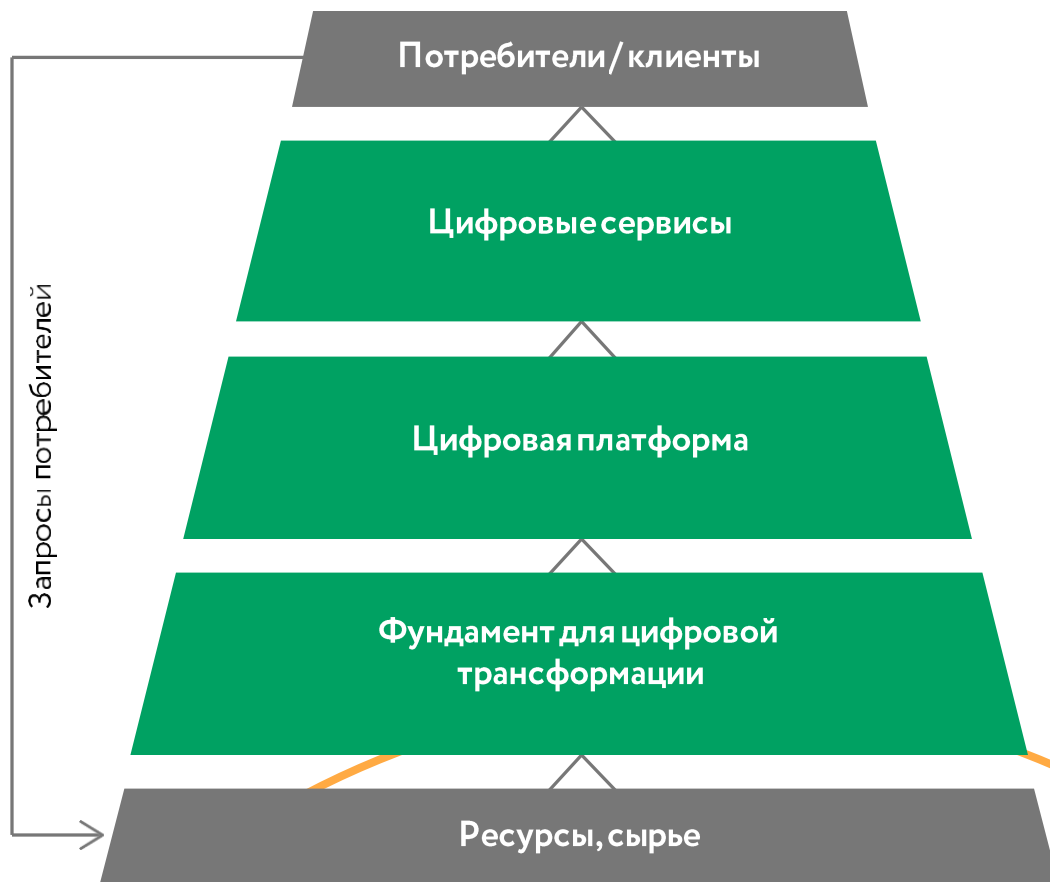 Потребители / клиенты
Цифровые сервисы
Цифровая платформа
Фундамент для цифровой
трансформации
Ресурсы, сырье
Запросы потребителей